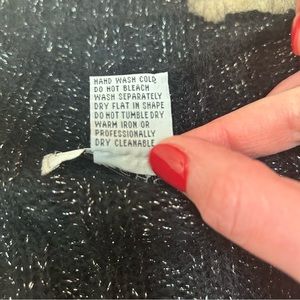 HAND WASH COLD
DO NOT BLEACH
WASH SEPARATELY
DRY FLAT IN SHAPE
DO NOT TUMBLE DRY
WARM IRON OR
PROFESSIONALLY
DRY CLEANABLE